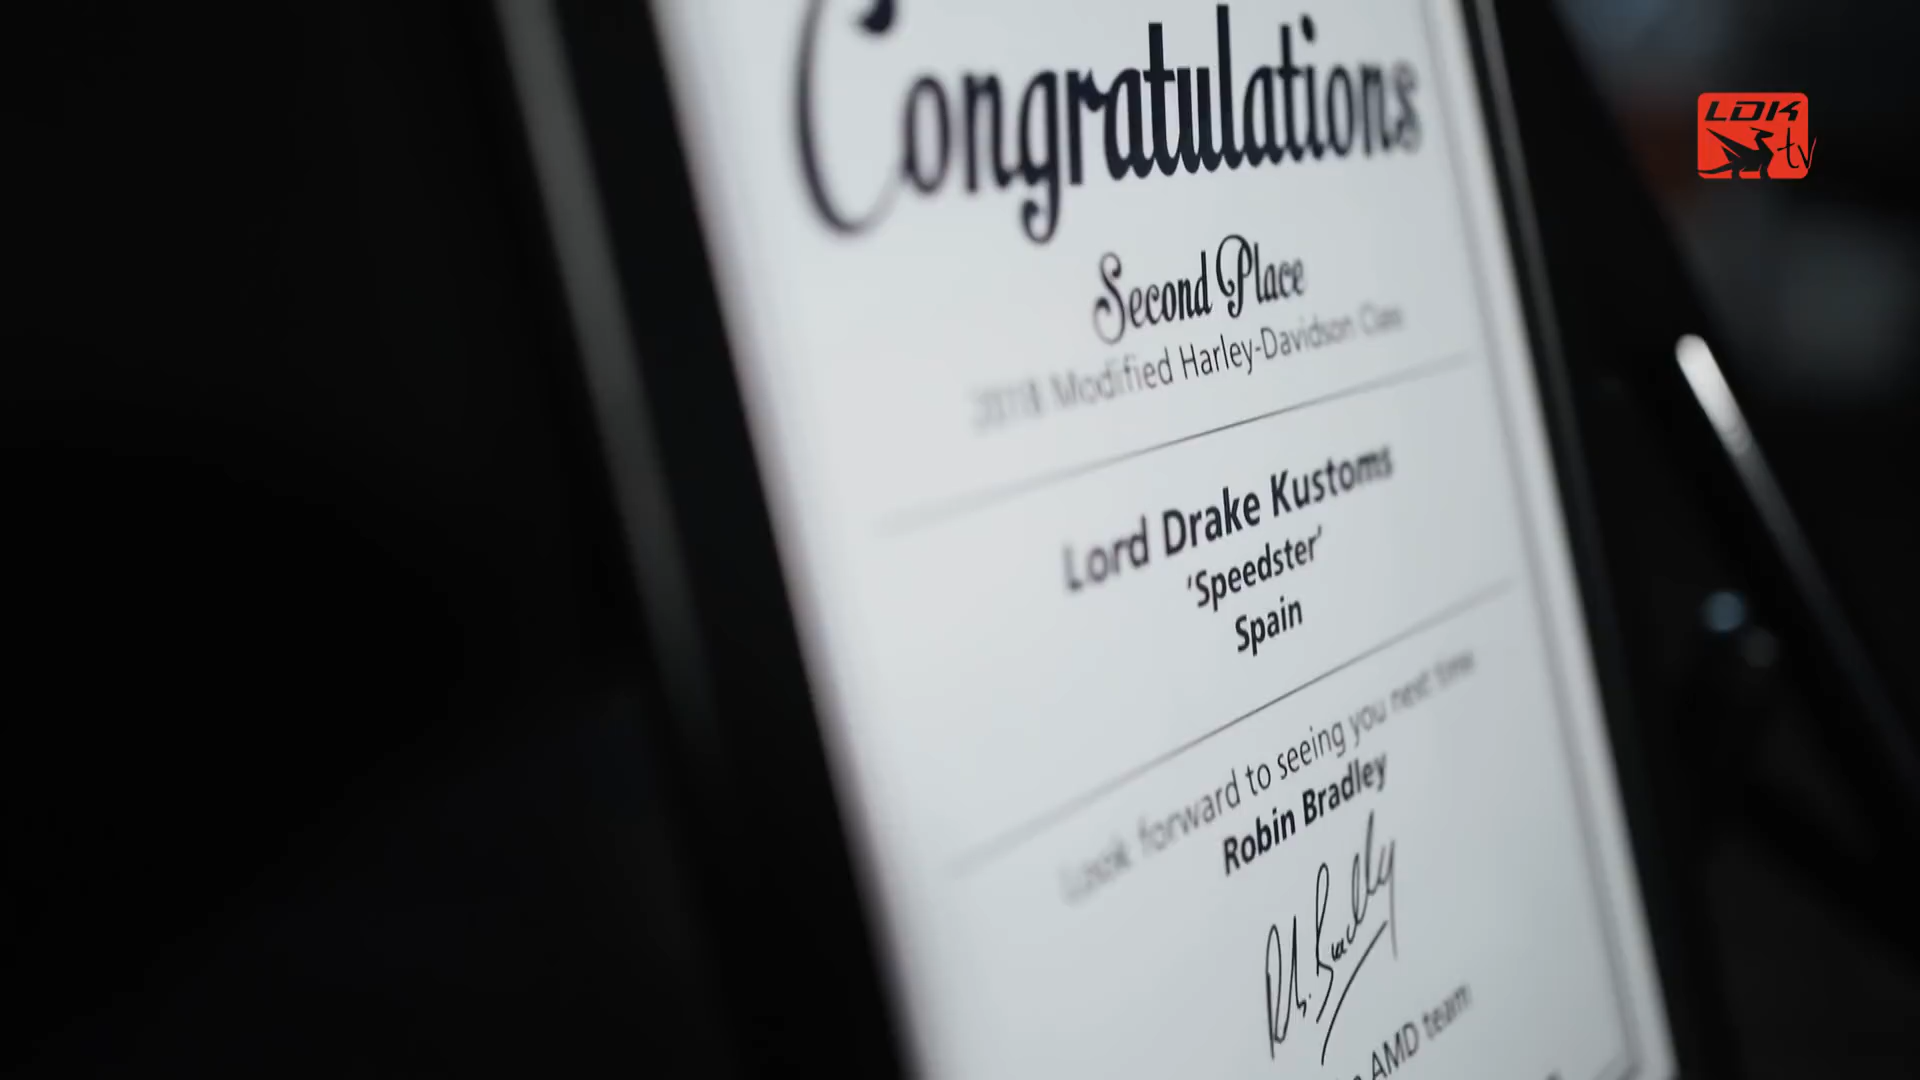 LDK
tv
Congratulations
Second Place
2018 Modified Harley-Davidson Class
Lord Drake Kustoms
'Speedster'
Spain
Look forward to seeing you next time
Robin Bradley
AMD team